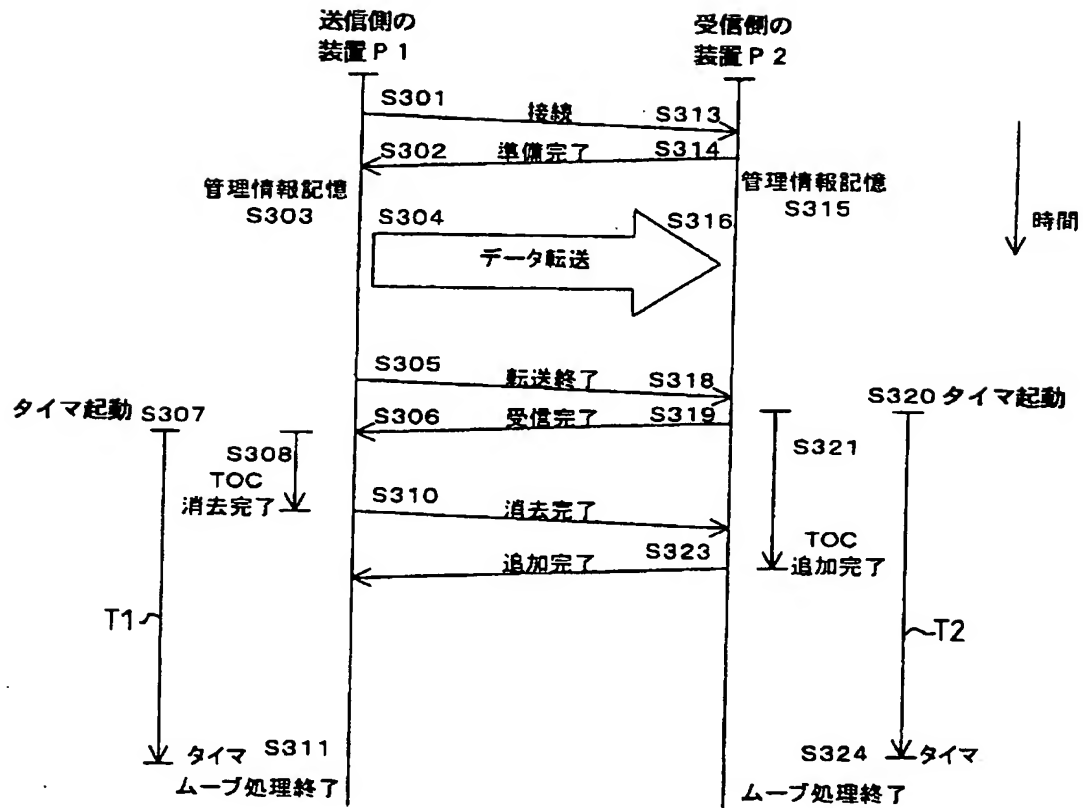 送信側の
装置P1
受信側の
装置P2
S301
接続
S313
S302
準備完了
S314
管理情報記憶
S303
管理情報記憶
S315
S304
S316
データ転送
時間
S305
転送終了
S318
タイマ起動 S307
S306
受信完了
S319
S320 タイマ起動
S308
TOC
消去完了
S321
S310
消去完了
TOC
追加完了
追加完了
S323
T1
T2
タイマ S311
ムーブ処理終了
S324 タイマ
ムーブ処理終了